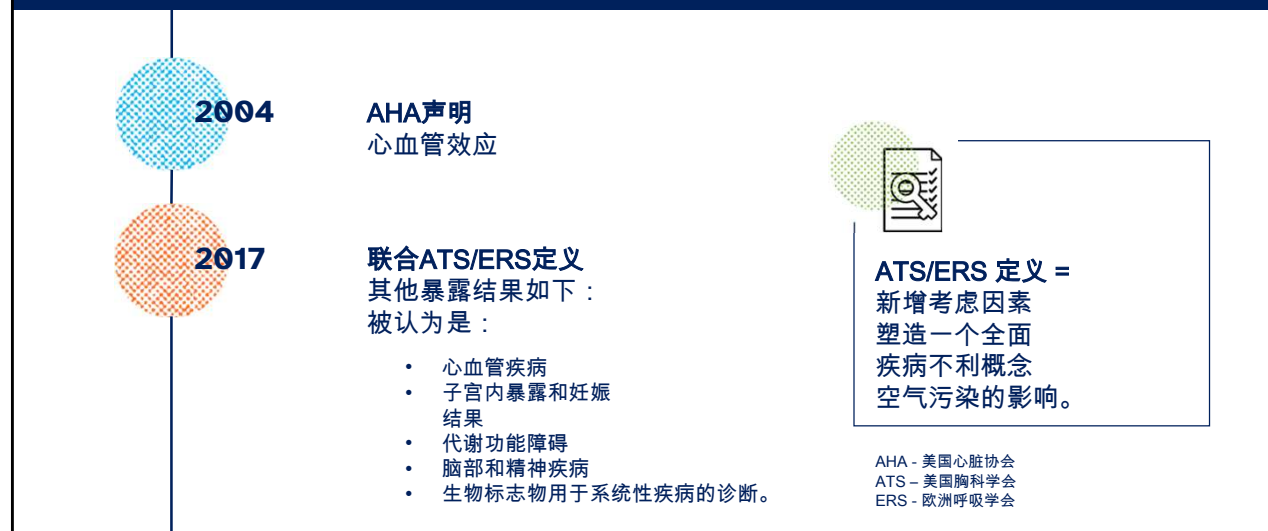 2004
AHA声明
心血管效应
2017
联合ATS/ERS定义
其他暴露结果如下：
被认为是：
• 心血管疾病
• 子宫内暴露和妊娠
结果
• 代谢功能障碍
• 脑部和精神疾病
• 生物标志物用于系统性疾病的诊断。
ATS/ERS 定义 =
新增考虑因素
塑造一个全面
疾病不利概念
空气污染的影响。
AHA - 美国心脏协会
ATS – 美国胸科学会
ERS - 欧洲呼吸学会